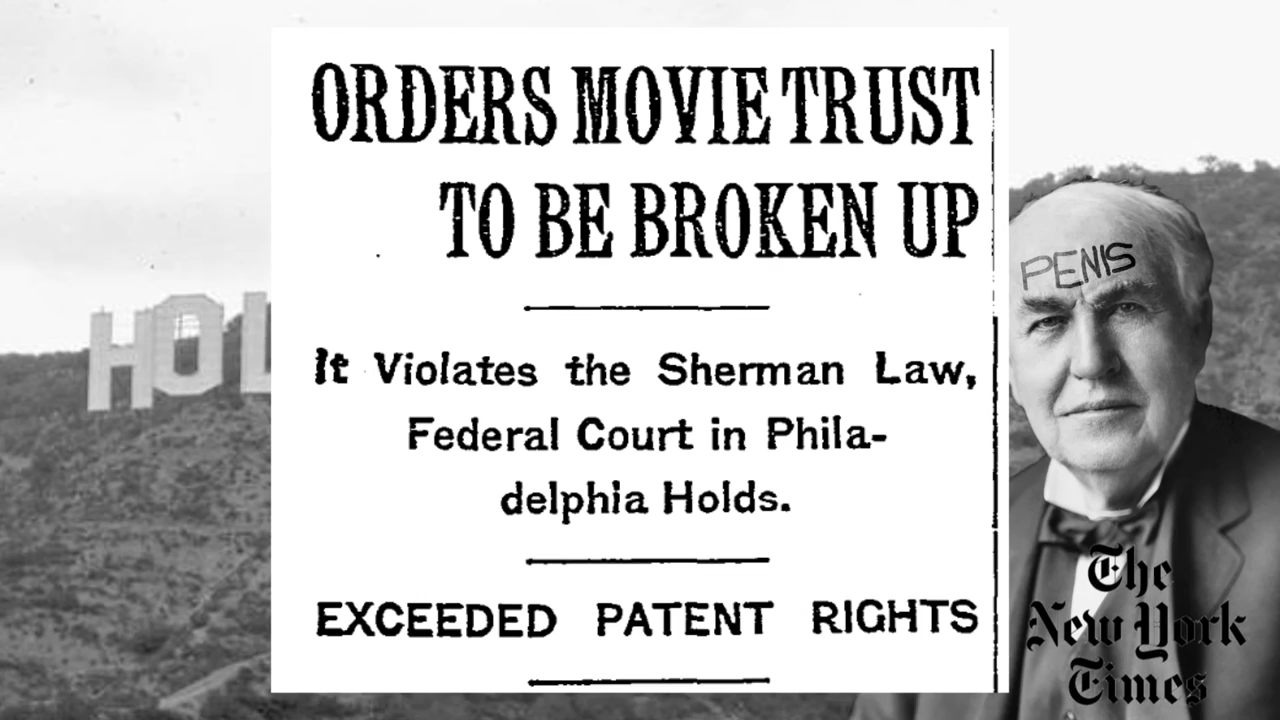 ORDERS MOVIE TRUST
TO BE BROKEN UP
It Violates the Sherman Law,
Federal Court in Phila-
delphia Holds.
EXCEEDED PATENT RIGHTS
HOL
PENIS
The
New York
Times